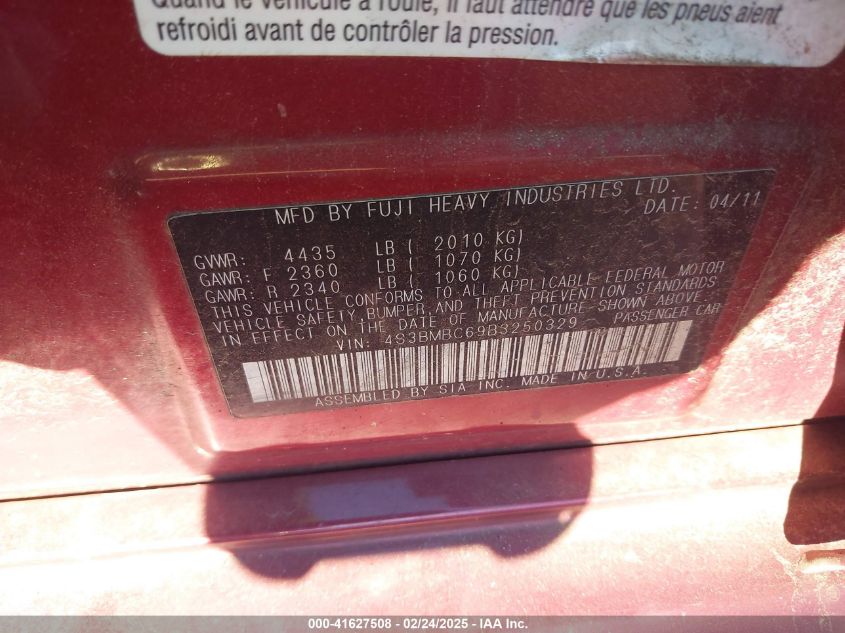 Quand le véhicule a roulé, il faut attendre que les pneus aient
refroidi avant de contrôler la pression.
MFD BY FUJI HEAVY INDUSTRIES LTD.
DATE: 04/11
GVWR: 4435 LB ( 2010 KG)
GAWR: F 2360 LB ( 1070 KG)
GAWR: R 2340 LB ( 1060 KG)
THIS VEHICLE CONFORMS TO ALL APPLICABLE FEDERAL MOTOR
VEHICLE SAFETY, BUMPER, AND THEFT PREVENTION STANDARDS
IN EFFECT ON THE DATE OF MANUFACTURE SHOWN ABOVE
VIN: 4S3BMBC69B3250329 PASSENGER CAR
ASSEMBLED BY SIA INC. MADE IN U.S.A.
000-41627508 - 02/24/2025 - IAA Inc.